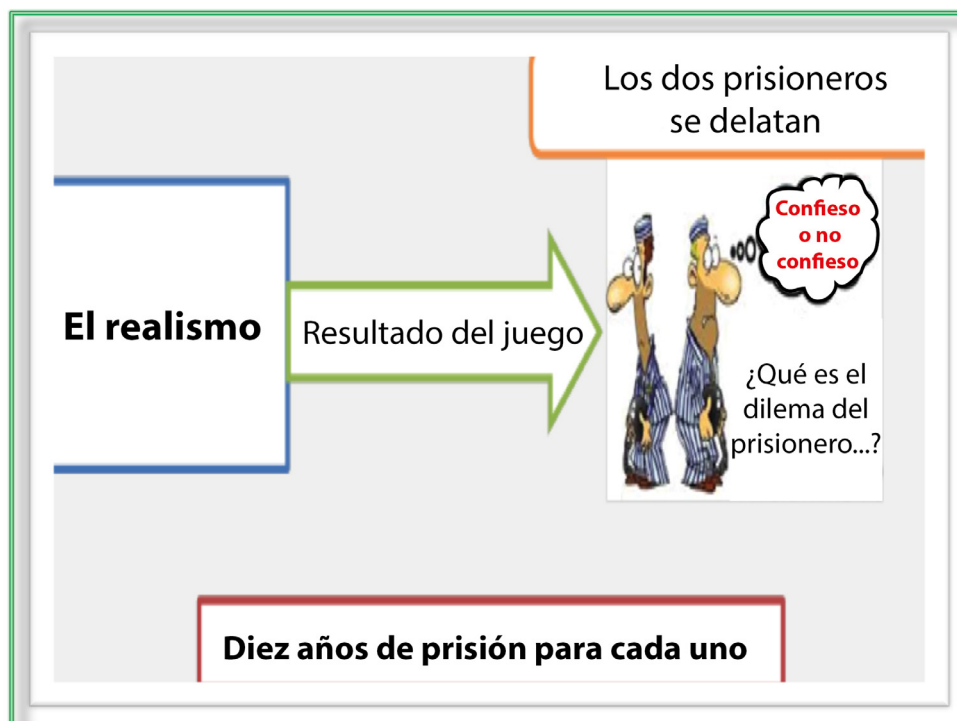 Los dos prisioneros
se delatan
Confieso
o no
confieso
El realismo
Resultado del juego
¿Qué es el
dilema del
prisionero...?
Diez años de prisión para cada uno